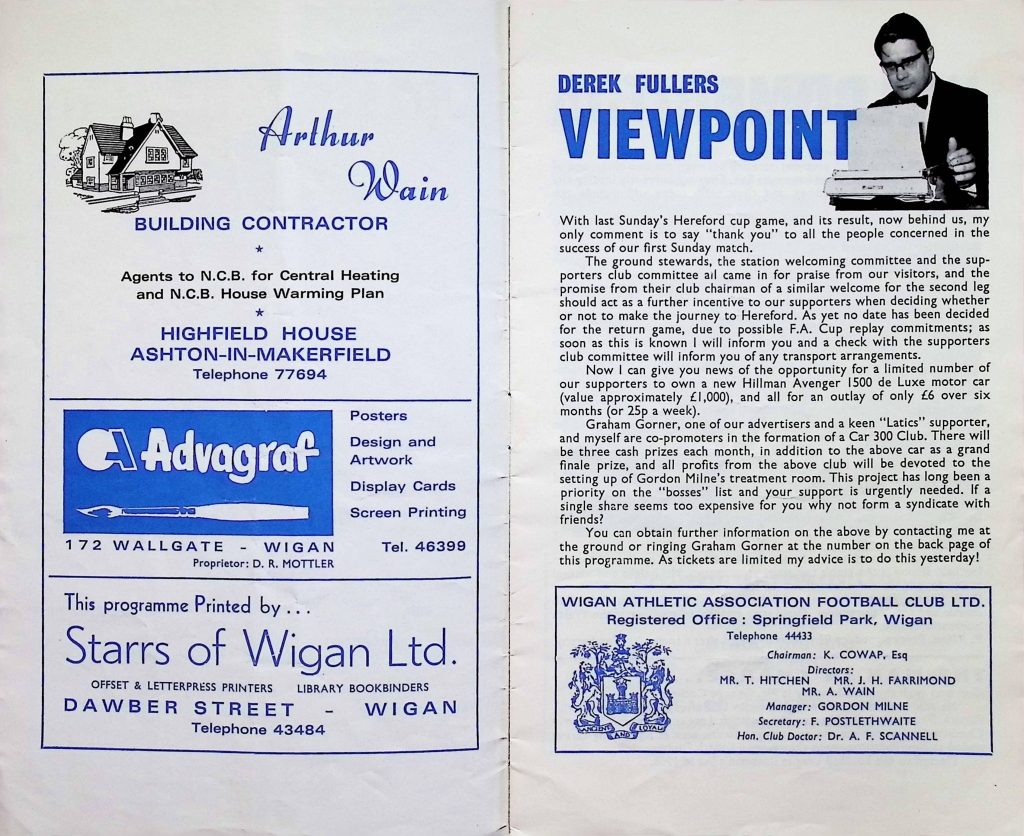 Arthur
Wain
BUILDING CONTRACTOR
*
Agents to N.C.B. for Central Heating
and N.C.B. House Warming Plan
*
HIGHFIELD HOUSE
ASHTON-IN-MAKERFIELD
Telephone 77694
Advagraf
Posters
Design and
Artwork
Display Cards
Screen Printing
172 WALLGATE - WIGAN Tel. 46399
Proprietor: D. R. MOTTLER
This programme Printed by ...
Starrs of Wigan Ltd.
OFFSET & LETTERPRESS PRINTERS LIBRARY BOOKBINDERS
DAWBER STREET - WIGAN
Telephone 43484
DEREK FULLERS
VIEWPOINT
With last Sunday's Hereford cup game, and its result, now behind us, my
only comment is to say "thank you" to all the people concerned in the
success of our first Sunday match.
The ground stewards, the station welcoming committee and the sup-
porters club committee all came in for praise from our visitors, and the
promise from their club chairman of a similar welcome for the second leg
should act as a further incentive to our supporters when deciding whether
or not to make the journey to Hereford. As yet no date has been decided
for the return game, due to possible F.A. Cup replay commitments; as
soon as this is known I will inform you and a check with the supporters
club committee will inform you of any transport arrangements.
Now I can give you news of the opportunity for a limited number of
our supporters to own a new Hillman Avenger 1500 de Luxe motor car
(value approximately £1,000), and all for an outlay of only £6 over six
months (or 25p a week).
Graham Gorner, one of our advertisers and a keen "Latics" supporter,
and myself are co-promoters in the formation of a Car 300 Club. There will
be three cash prizes each month, in addition to the above car as a grand
finale prize, and all profits from the above club will be devoted to the
setting up of Gordon Milne's treatment room. This project has long been a
priority on the "bosses" list and your support is urgently needed. If a
single share seems too expensive for you why not form a syndicate with
friends?
You can obtain further information on the above by contacting me at
the ground or ringing Graham Gorner at the number on the back page of
this programme. As tickets are limited my advice is to do this yesterday!
WIGAN ATHLETIC ASSOCIATION FOOTBALL CLUB LTD.
Registered Office : Springfield Park, Wigan
Telephone 44433
Chairman: K. COWAP, Esq
Directors:
MR. T. HITCHEN MR. J. H. FARRIMOND
MR. A. WAIN
Manager: GORDON MILNE
Secretary: F. POSTLETHWAITE
Hon. Club Doctor: Dr. A. F. SCANNELL
ANCIENT AND LOYAL